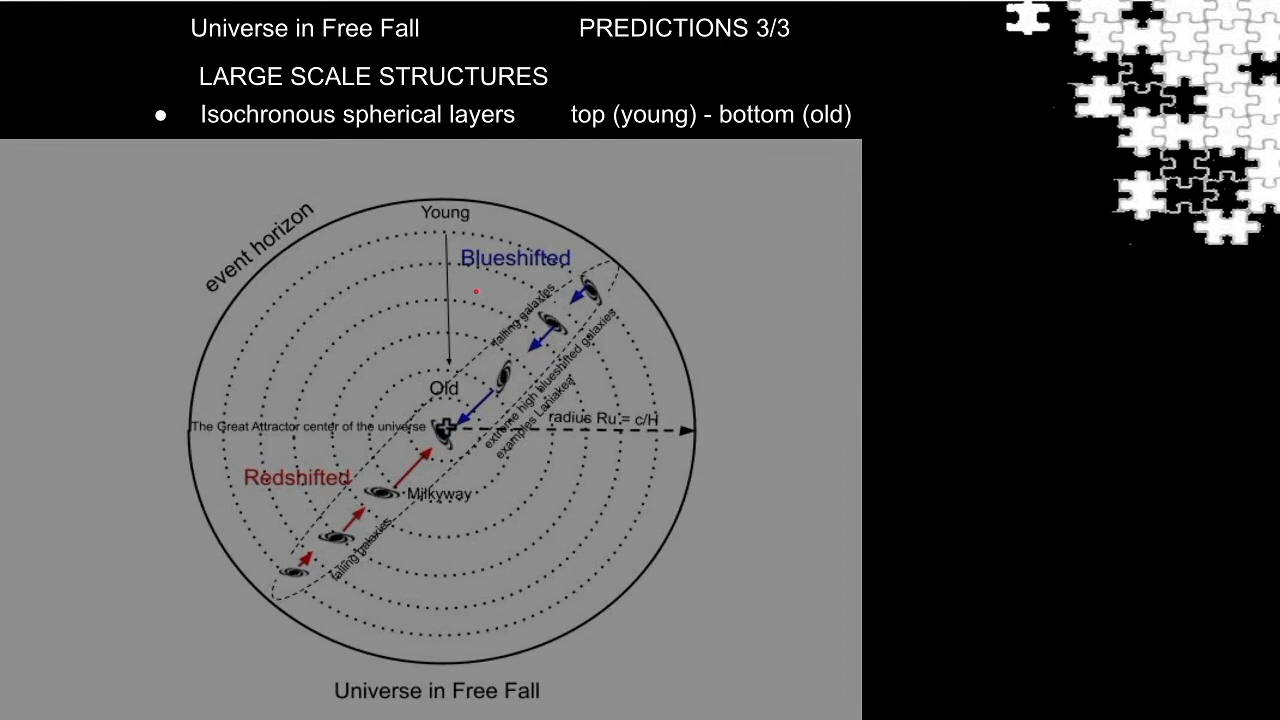 Universe in Free Fall PREDICTIONS 3/3
LARGE SCALE STRUCTURES
● Isochronous spherical layers top (young) - bottom (old)
event horizon
Young
Blueshifted
falling galaxies
extreme high blueshifted galaxies
examples Laniakea
Old
radius Ru = c/H
The Great Attractor center of the universe
Redshifted
Milkyway
falling galaxies
Universe in Free Fall